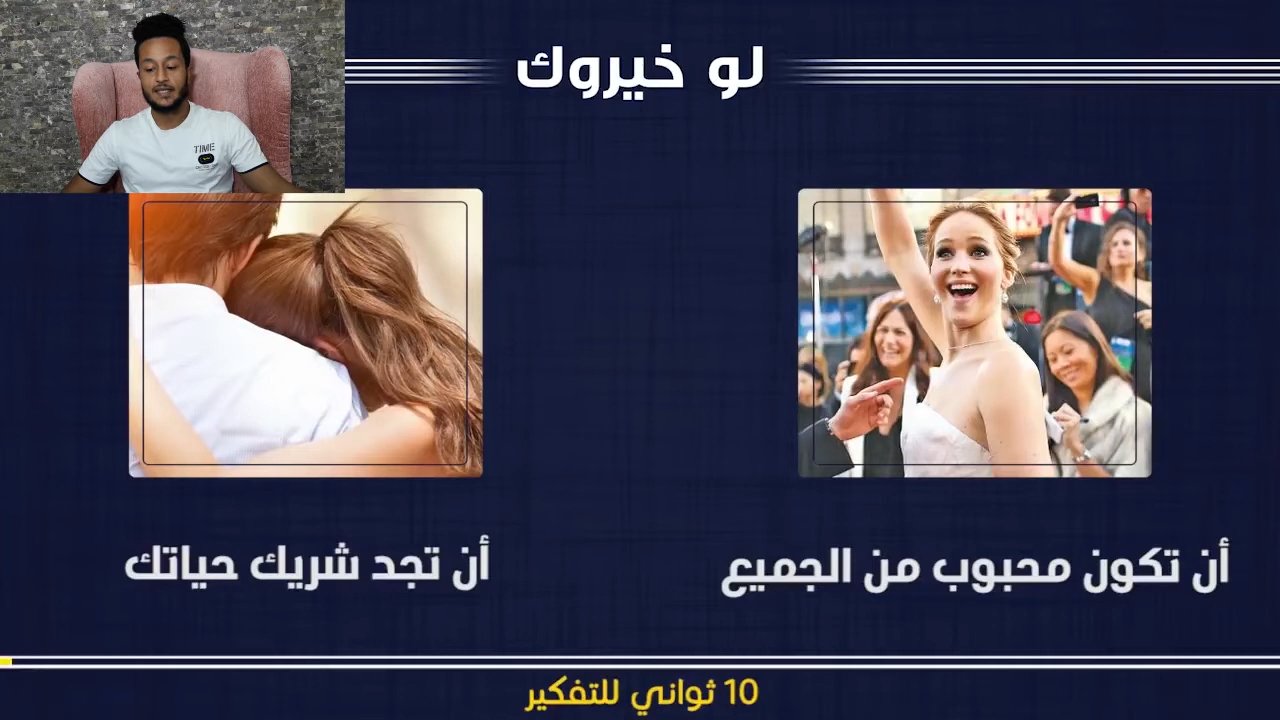 لو خيروك
TIME
أن تكون محبوب من الجميع
أن تجد شريك حياتك
10 ثواني للتفكير